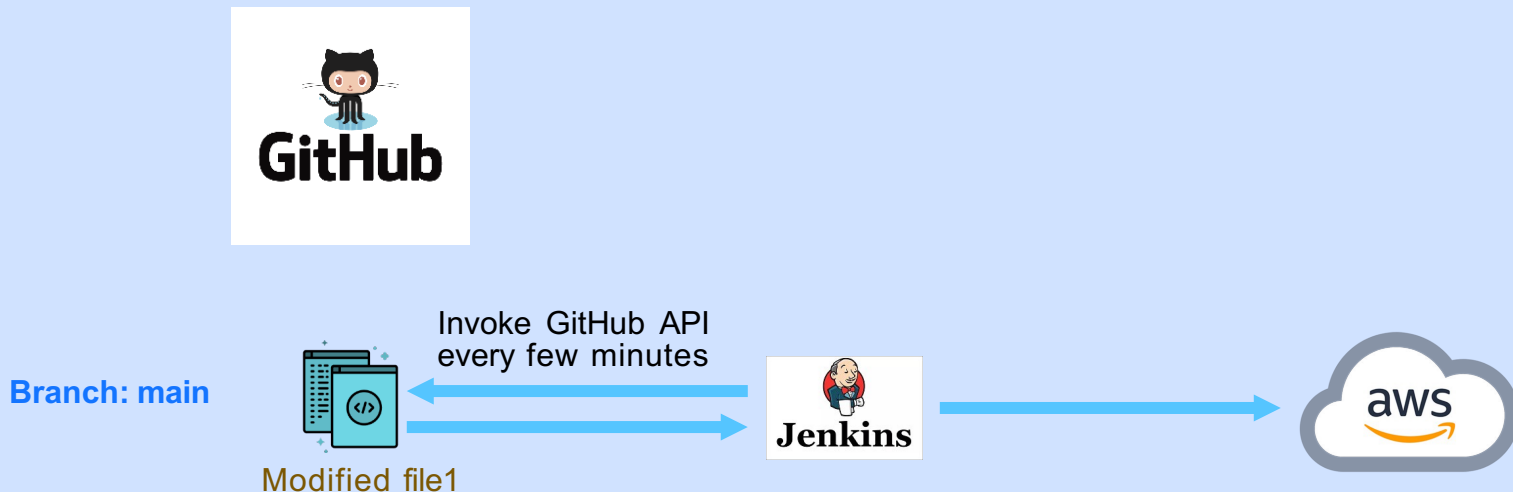 GitHub
Invoke GitHub API
every few minutes
Branch: main
</>
Jenkins
aws
Modified file1